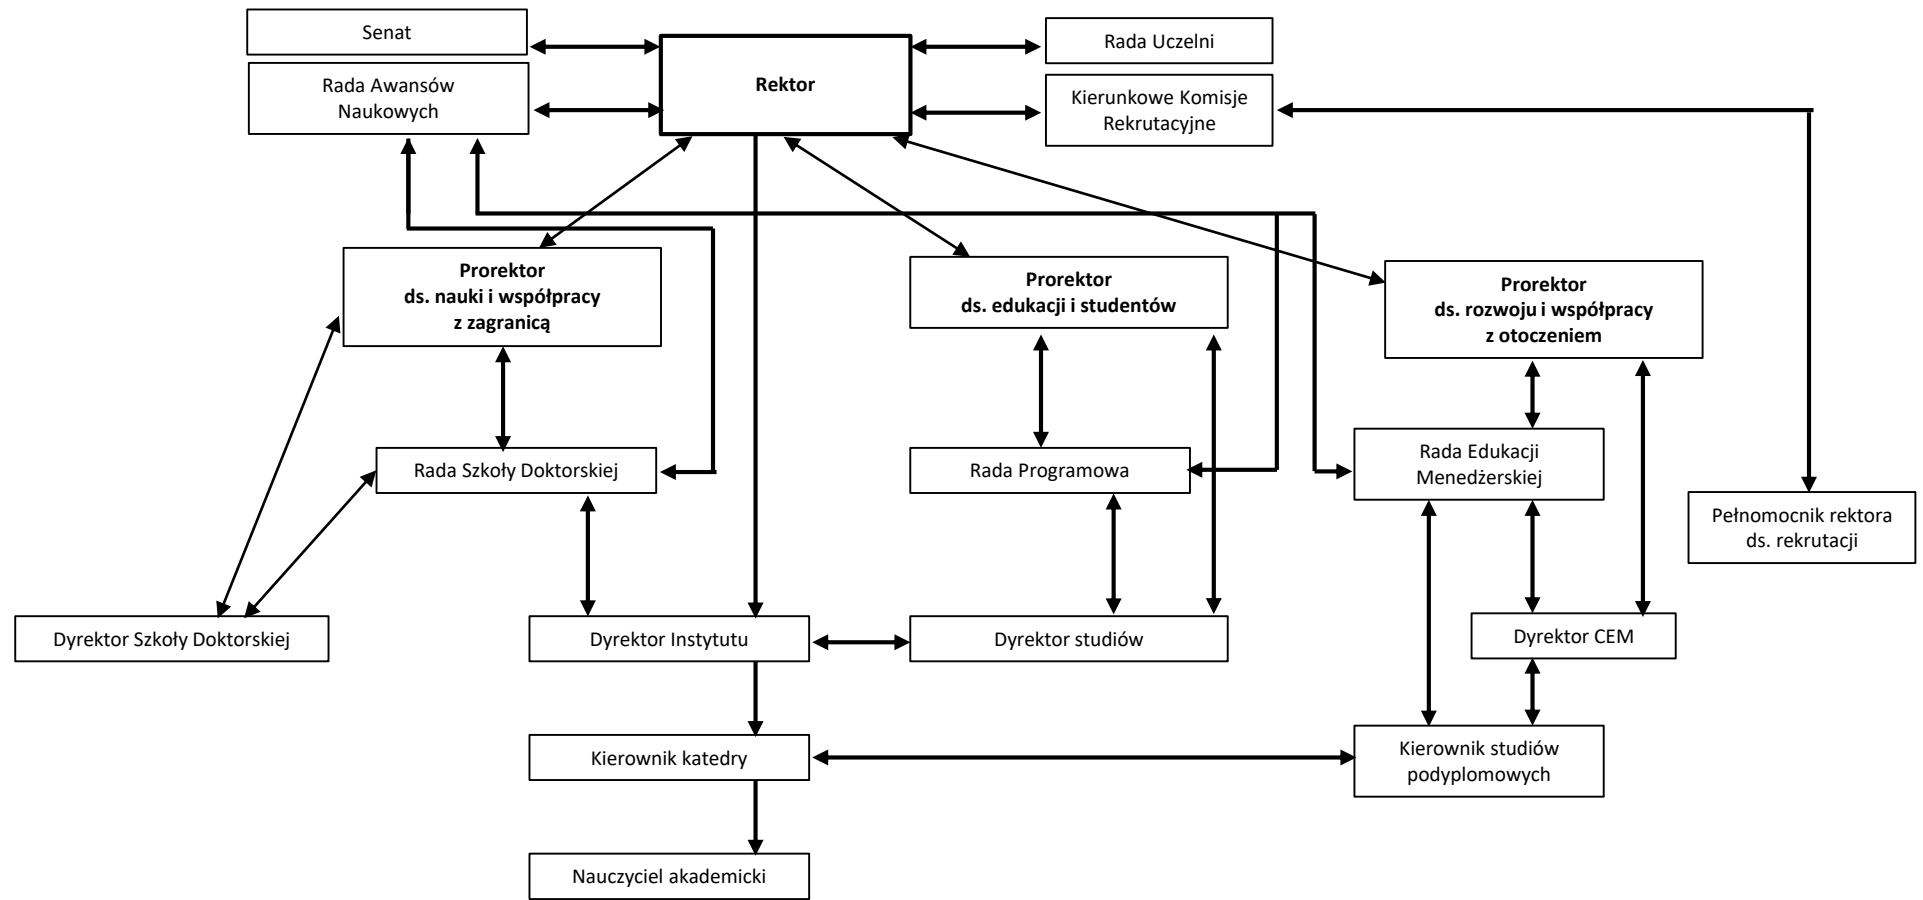 Senat
Rada Uczelni
Rektor
Rada Awansów
Naukowych
Kierunkowe Komisje
Rekrutacyjne
Prorektor
ds. nauki i współpracy
z zagranicą
Prorektor
ds. edukacji i studentów
Prorektor
ds. rozwoju i współpracy
z otoczeniem
Rada Szkoły Doktorskiej
Rada Programowa
Rada Edukacji
Menedżerskiej
Pełnomocnik rektora
ds. rekrutacji
Dyrektor Szkoły Doktorskiej
Dyrektor Instytutu
Dyrektor studiów
Dyrektor CEM
Kierownik katedry
Kierownik studiów
podyplomowych
Nauczyciel akademicki